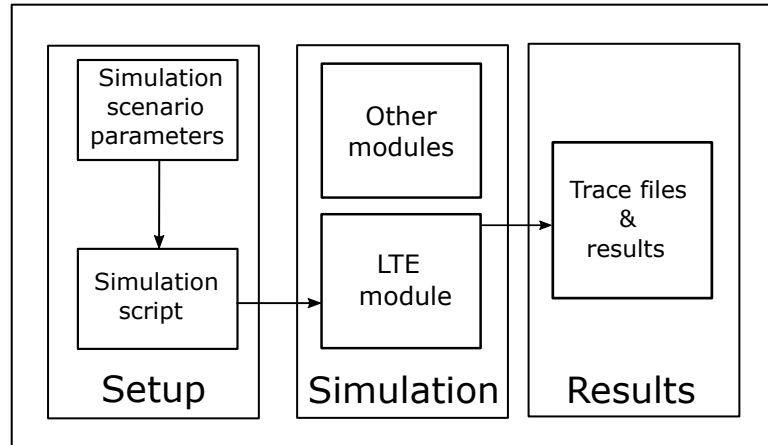 Simulation
scenario
parameters
Simulation
script
Setup
Other
modules
LTE
module
Simulation
Trace files
&
results
Results